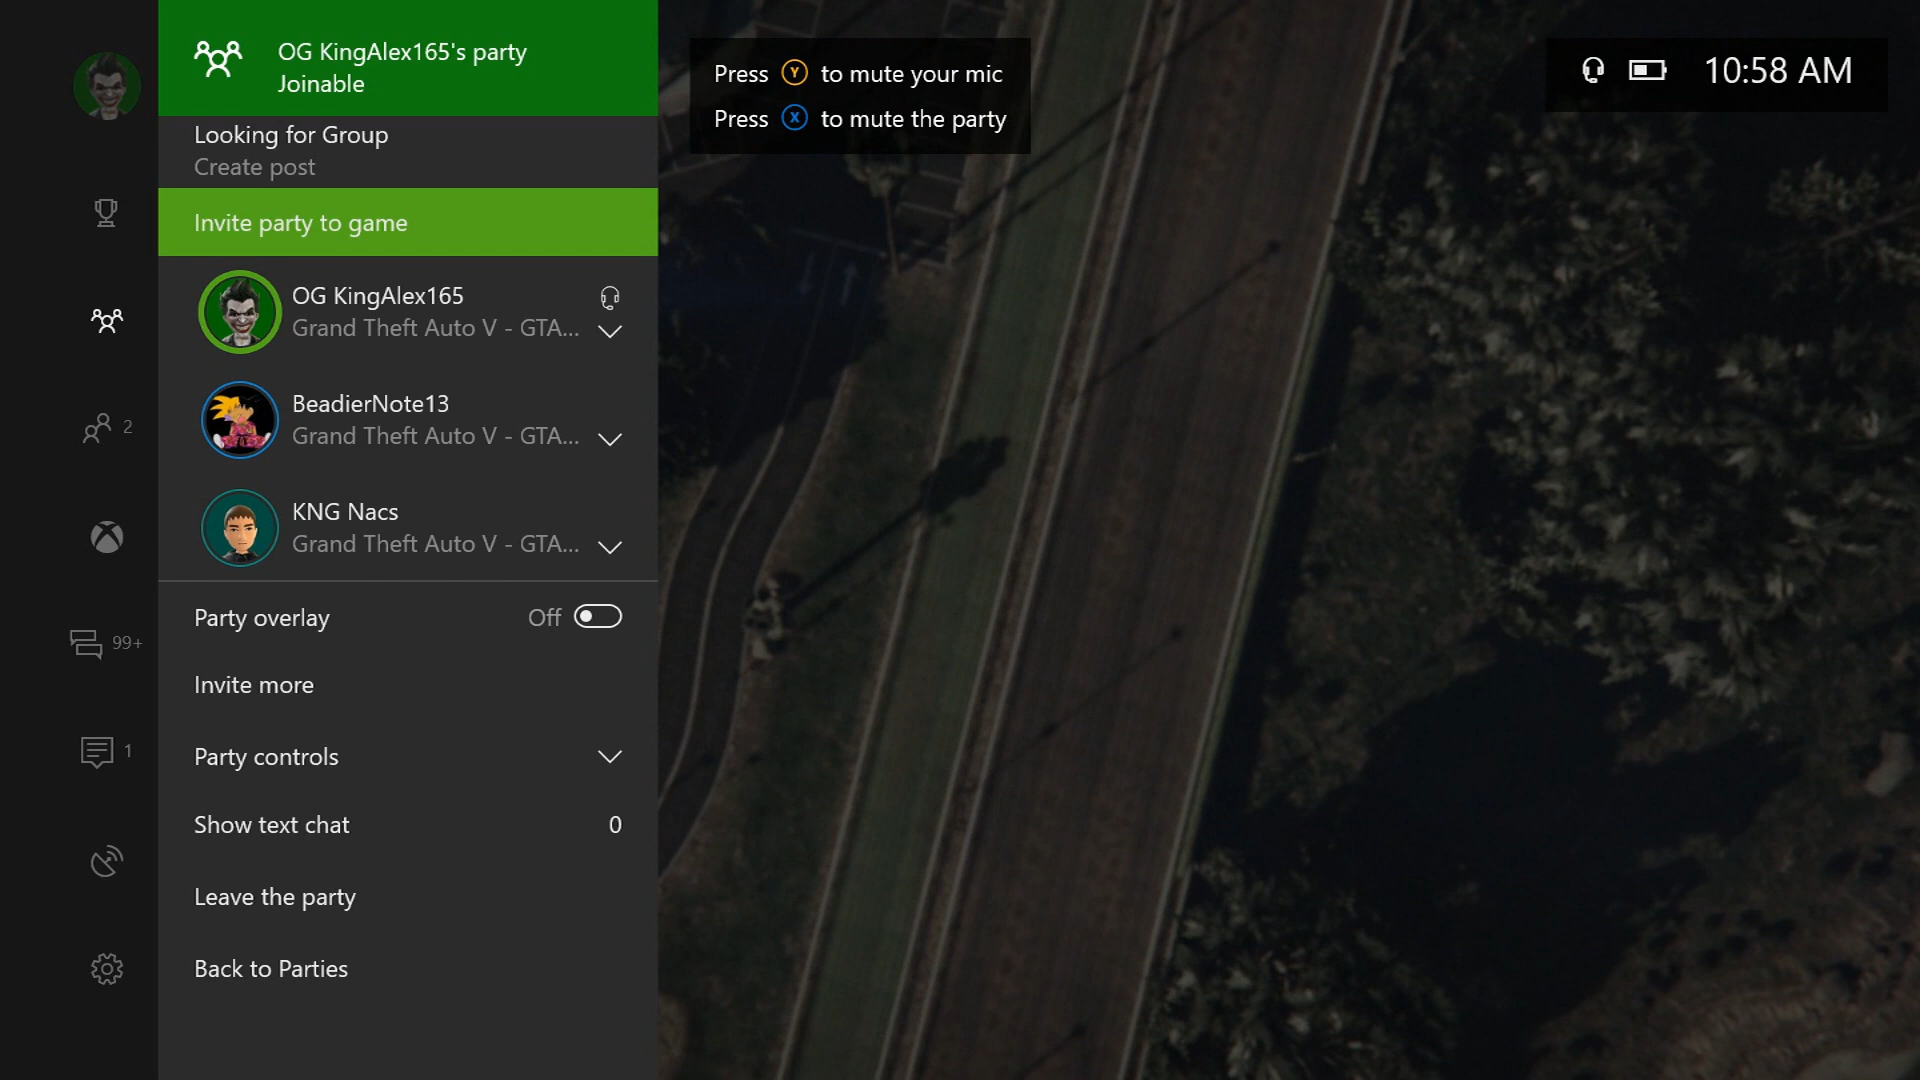 OG KingAlex165's party
Joinable
Looking for Group
Create post
Invite party to game
OG KingAlex165
Grand Theft Auto V - GTA...
BeadierNote13
Grand Theft Auto V - GTA...
KNG Nacs
Grand Theft Auto V - GTA...
Party overlay Off
Invite more
Party controls
Show text chat 0
Leave the party
Back to Parties
2
99+
1
Press Y to mute your mic
Press X to mute the party
10:58 AM